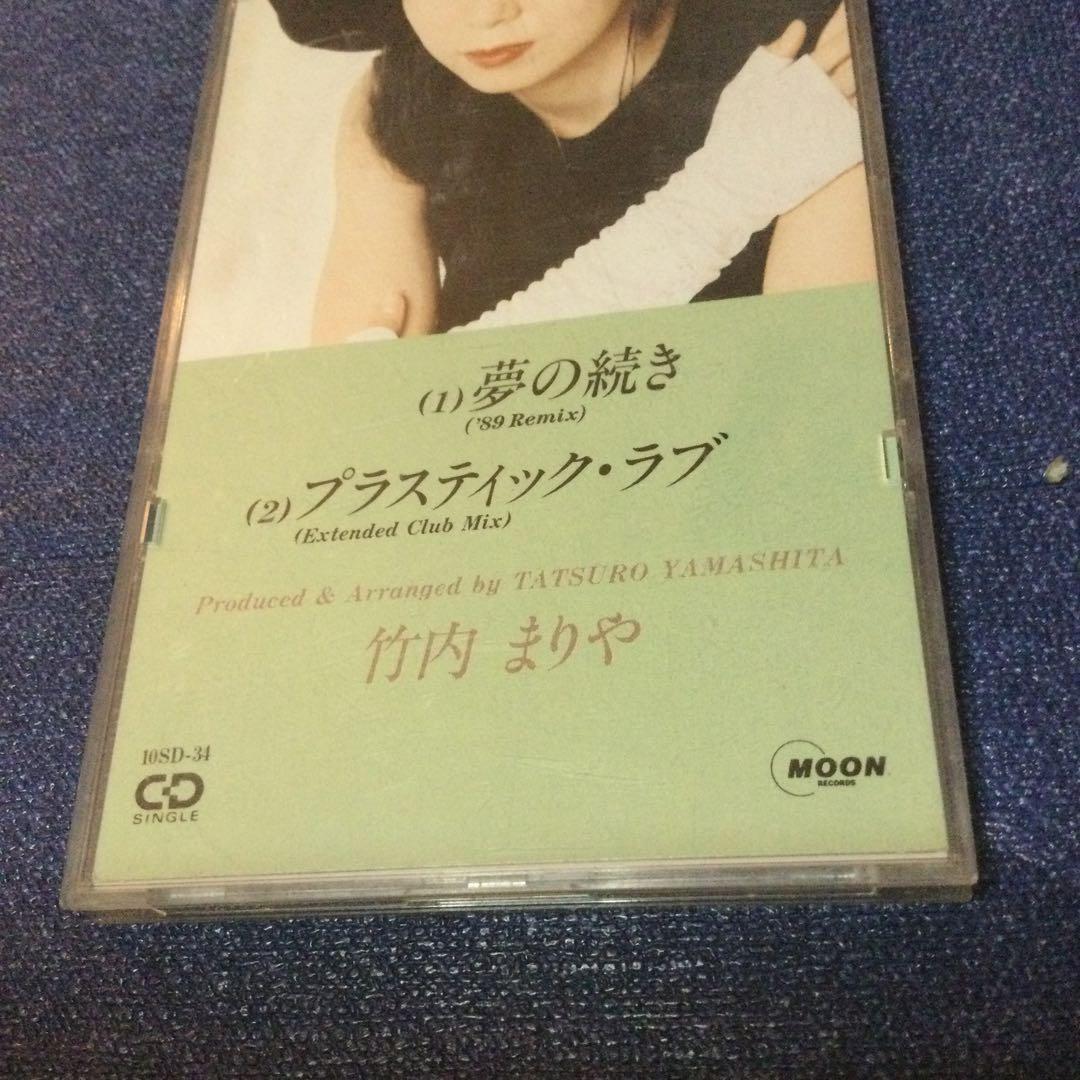 (1)夢の続き
('89 Remix)
(2)プラスティック・ラブ
(Extended Club Mix)
Produced & Arranged by TATSURO YAMASHITA
竹内 まりや
10SD-34
CD
SINGLE
MOON
RECORDS